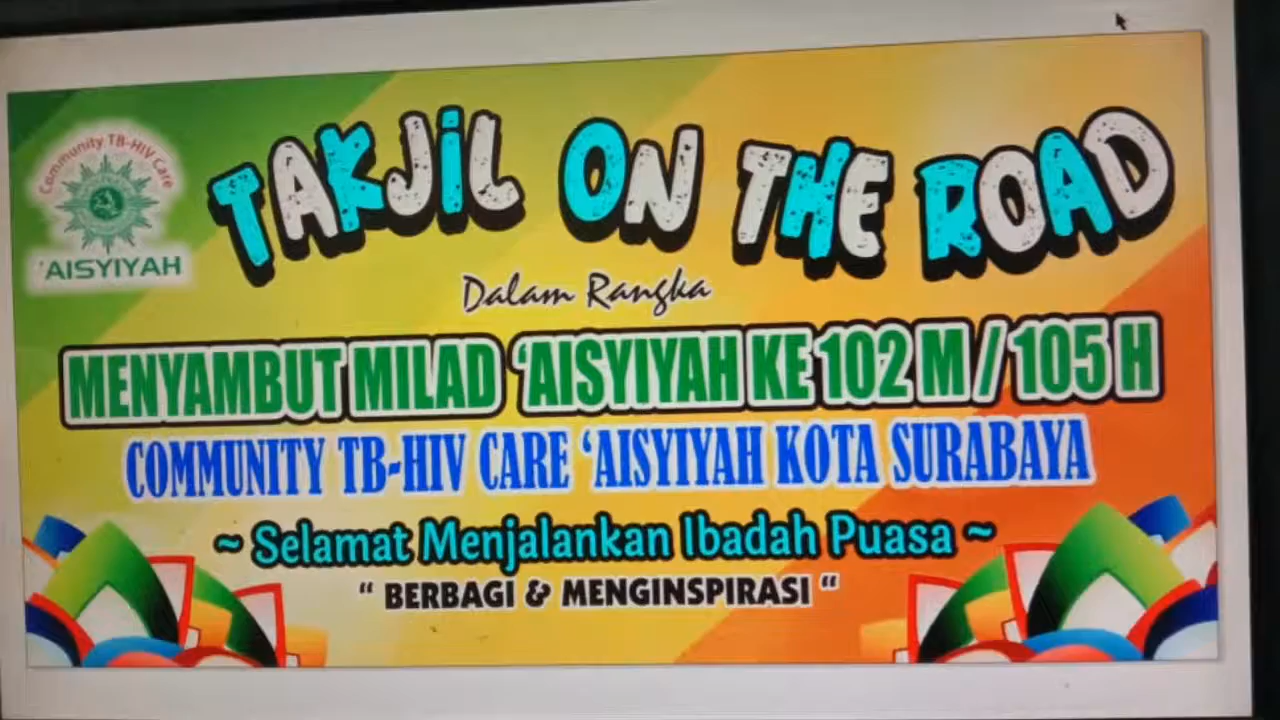 Community TB-HIV Care
'AISYIYAH
TAKJiL ON THE ROAD
Dalam Rangka
MENYAMBUT MILAD 'AISYIYAH KE 102 M / 105 H
COMMUNITY TB-HIV CARE 'AISYIYAH KOTA SURABAYA
~ Selamat Menjalankan Ibadah Puasa ~
“ BERBAGI & MENGINSPIRASI “